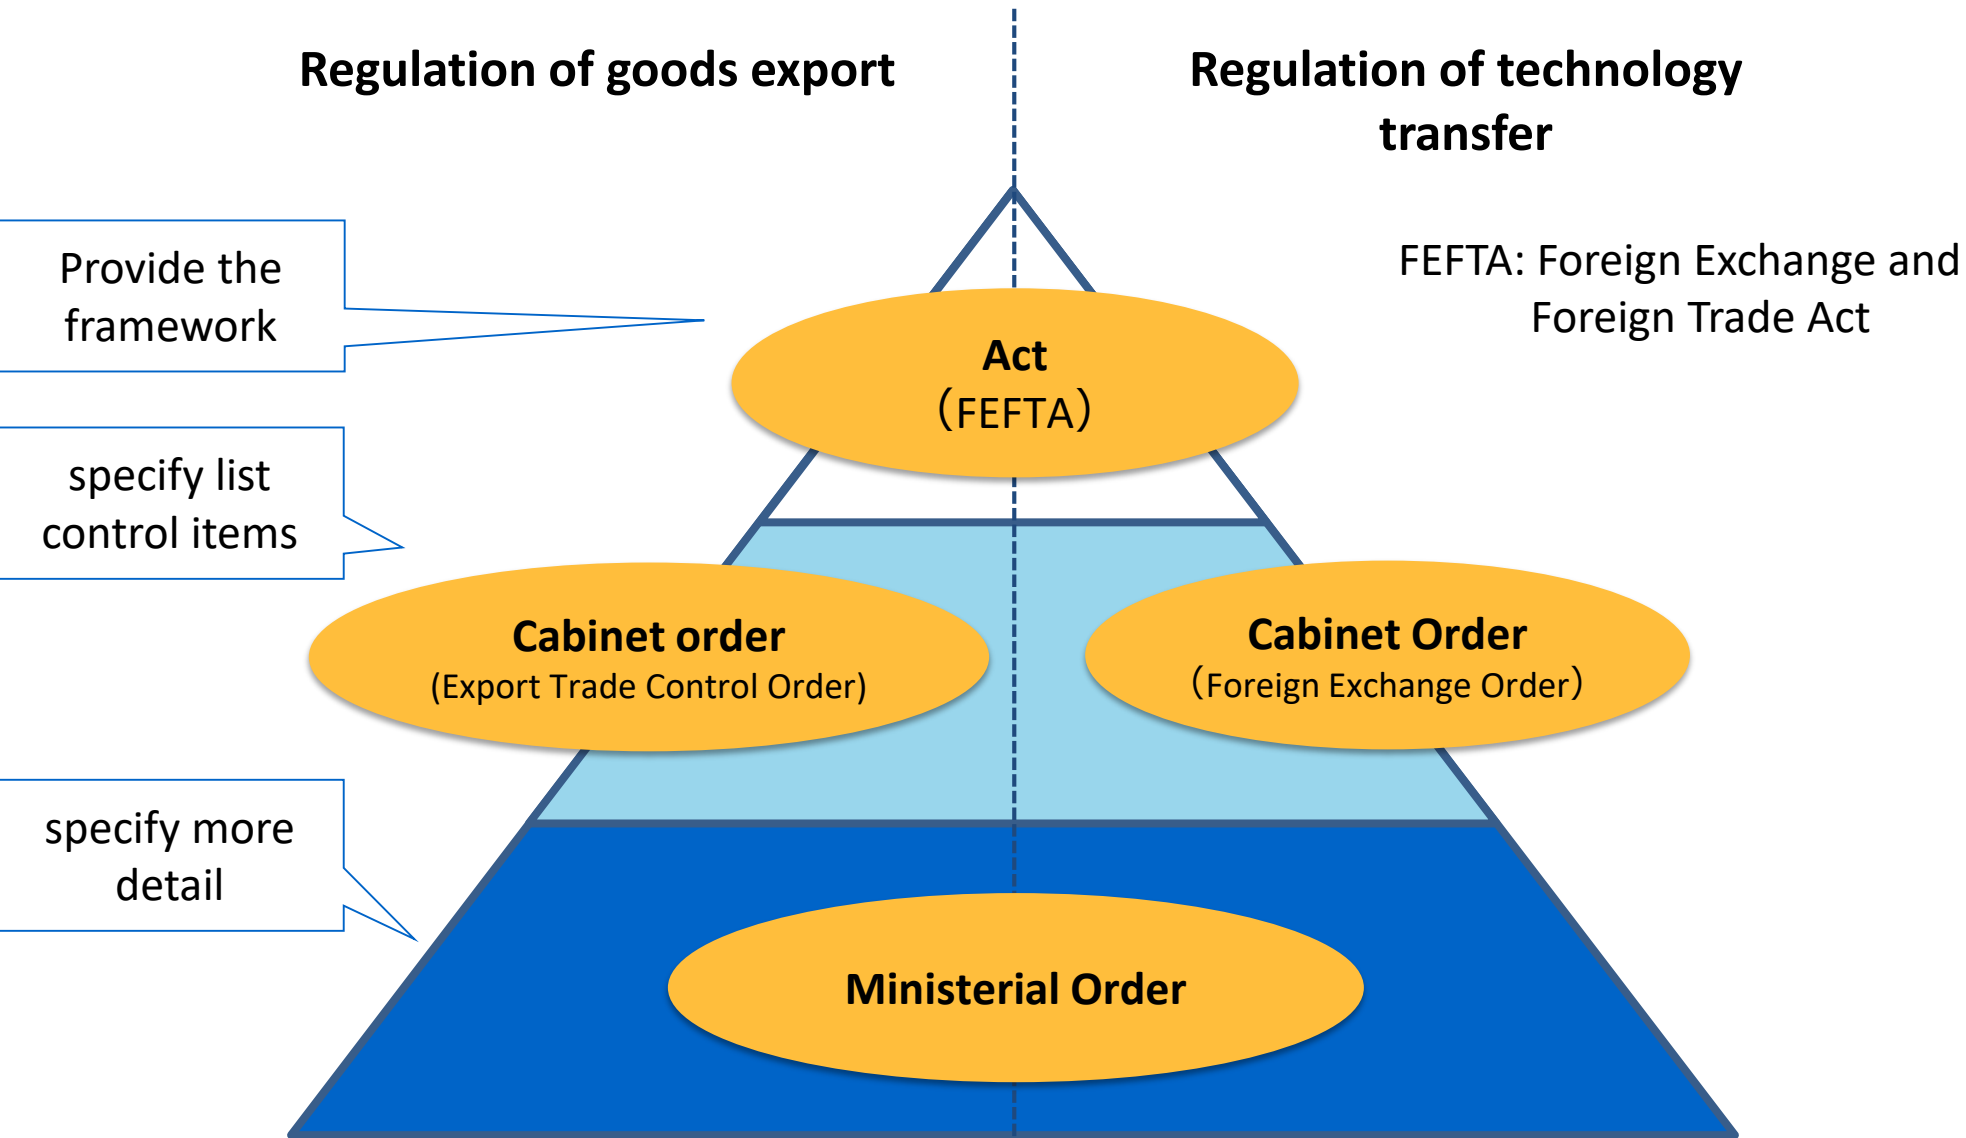 Regulation of goods export
Regulation of technology
transfer
Provide the
framework
FEFTA: Foreign Exchange and
Foreign Trade Act
Act
（FEFTA）
specify list
control items
Cabinet order
(Export Trade Control Order)
Cabinet Order
（Foreign Exchange Order）
specify more
detail
Ministerial Order